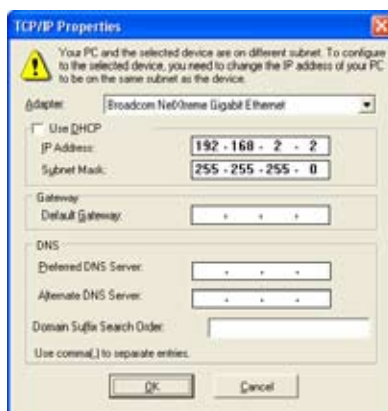 TCP/IP Properties
Your PC and the selected device are on different subnet. To configure
to the selected device, you need to change the IP address of your PC
to be on the same subnet as the device.
Adapter: Broadcom NetXtreme Gigabit Ethernet
Use DHCP
IP Address: 192 . 168 . 2 . 2
Subnet Mask: 255 . 255 . 255 . 0
Gateway
Default Gateway: . . .
DNS
Preferred DNS Server: . . .
Alternate DNS Server: . . .
Domain Suffix Search Order:
Use comma(,) to separate entries.
OK Cancel